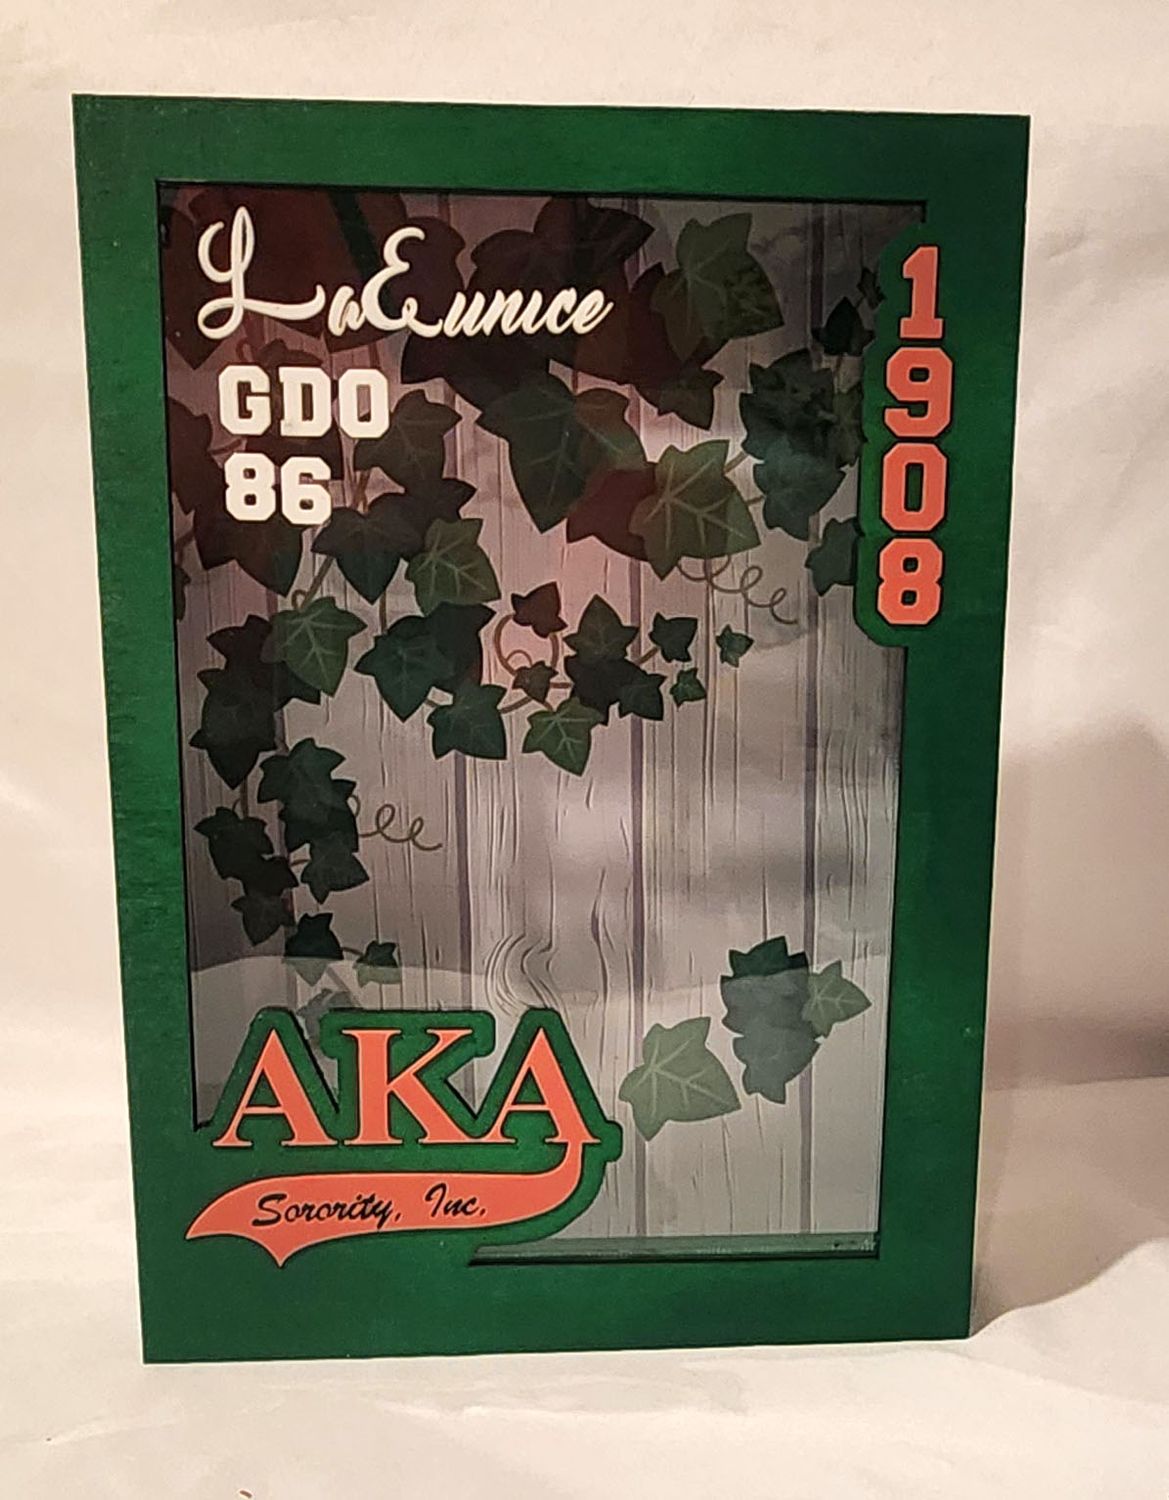 LaEunice
GDO
86
1908
AKA
Sorority, Inc.